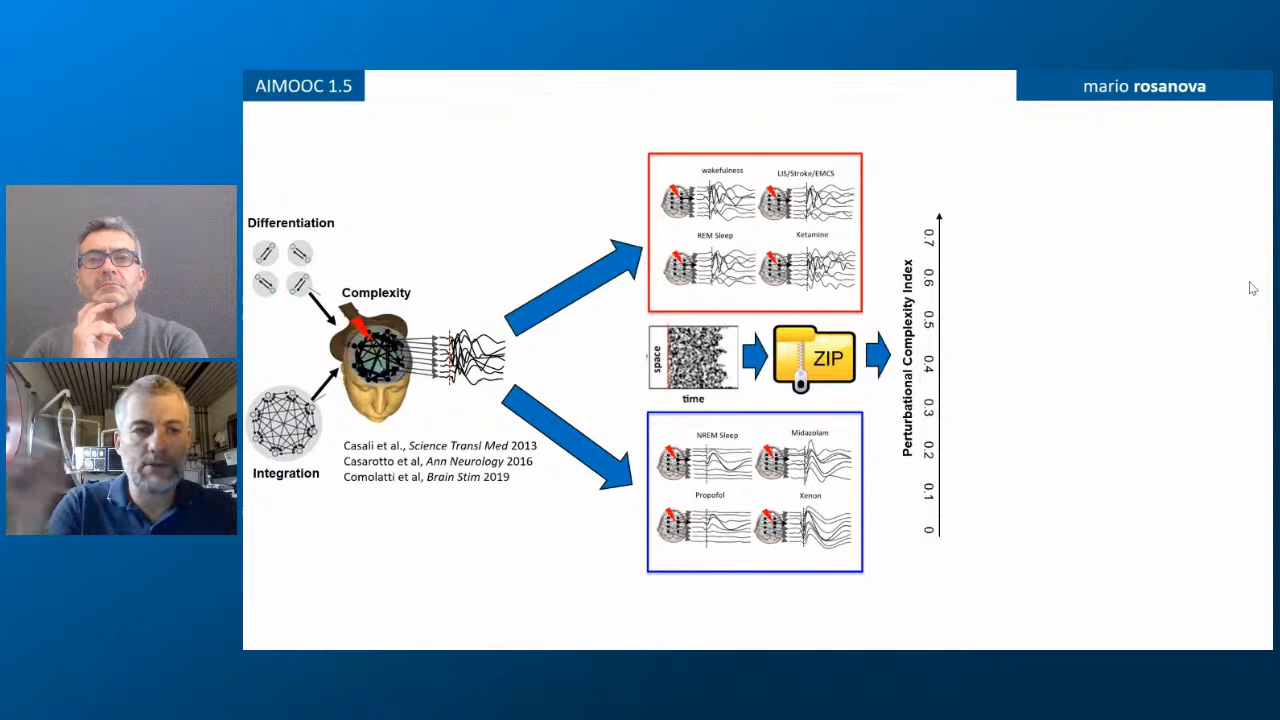 AIMOOC 1.5
mario rosanova
Differentiation
Complexity
Integration
Casali et al., Science Transl Med 2013
Casarotto et al, Ann Neurology 2016
Comolatti et al, Brain Stim 2019
wakefulness
LIS/Stroke/EMCS
REM Sleep
Ketamine
space
time
ZIP
NREM Sleep
Midazolam
Propofol
Xenon
Perturbational Complexity Index
0.7
0.6
0.5
0.4
0.3
0.2
0.1
0